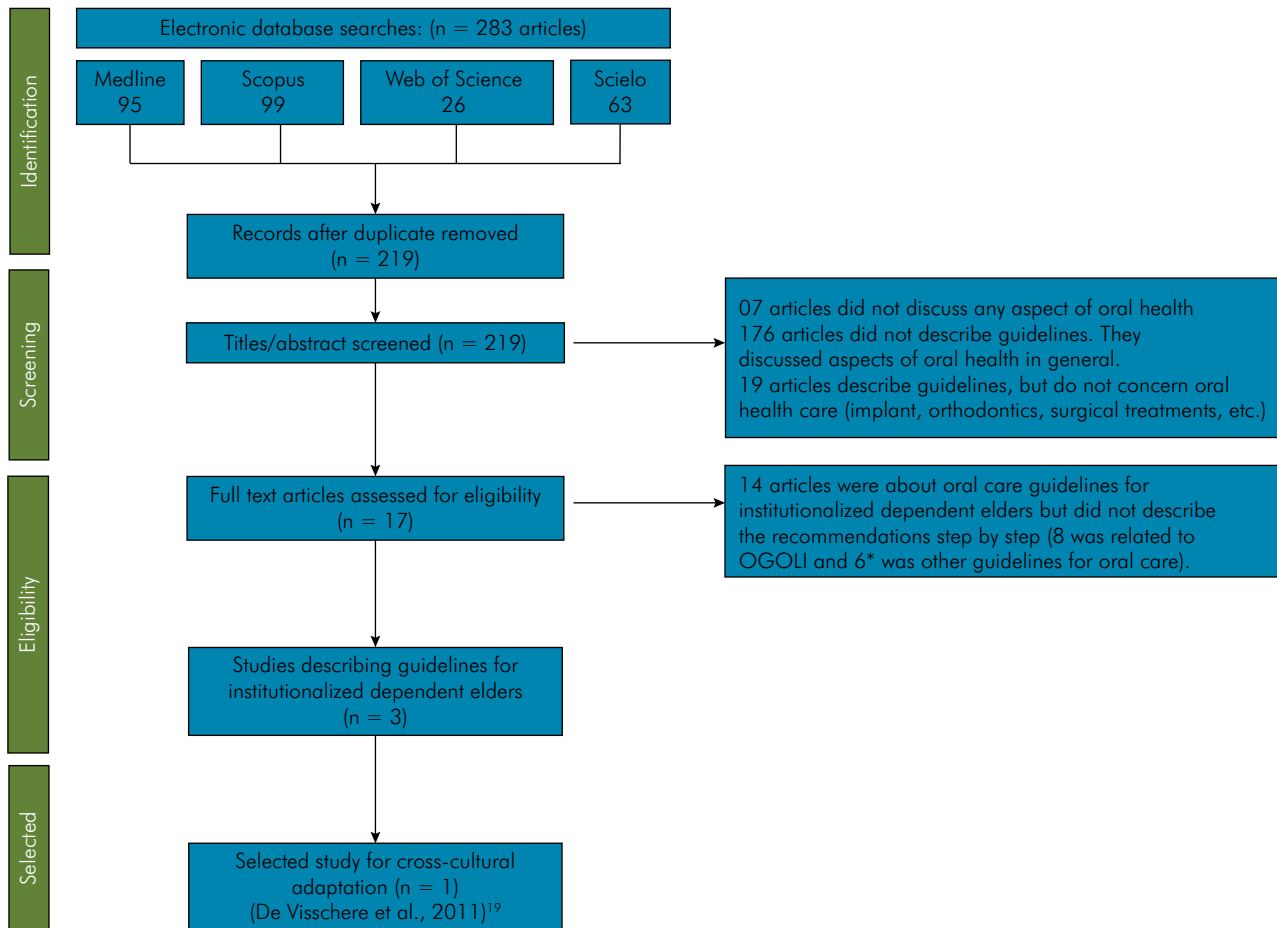 Identification
Electronic database searches: (n = 283 articles)
Medline
95
Scopus
99
Web of Science
26
Scielo
63
Records after duplicate removed
(n = 219)
Screening
Titles/abstract screened (n = 219)
07 articles did not discuss any aspect of oral health
176 articles did not describe guidelines. They
discussed aspects of oral health in general.
19 articles describe guidelines, but do not concern oral
health care (implant, orthodontics, surgical treatments, etc.)
Eligibility
Full text articles assessed for eligibility
(n = 17)
14 articles were about oral care guidelines for
institutionalized dependent elders but did not describe
the recommendations step by step (8 was related to
OGOLI and 6* was other guidelines for oral care).
Studies describing guidelines for
institutionalized dependent elders
(n = 3)
Selected
Selected study for cross-cultural
adaptation (n = 1)
(De Visschere et al., 2011)¹⁹